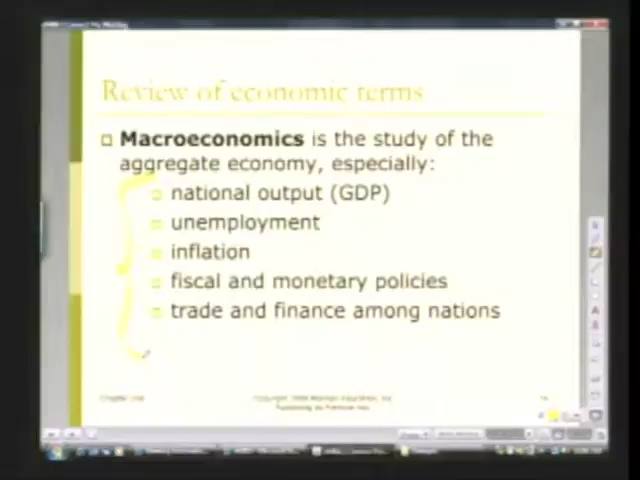 Review of economic terms
Macroeconomics is the study of the
aggregate economy, especially:
national output (GDP)
unemployment
inflation
fiscal and monetary policies
trade and finance among nations